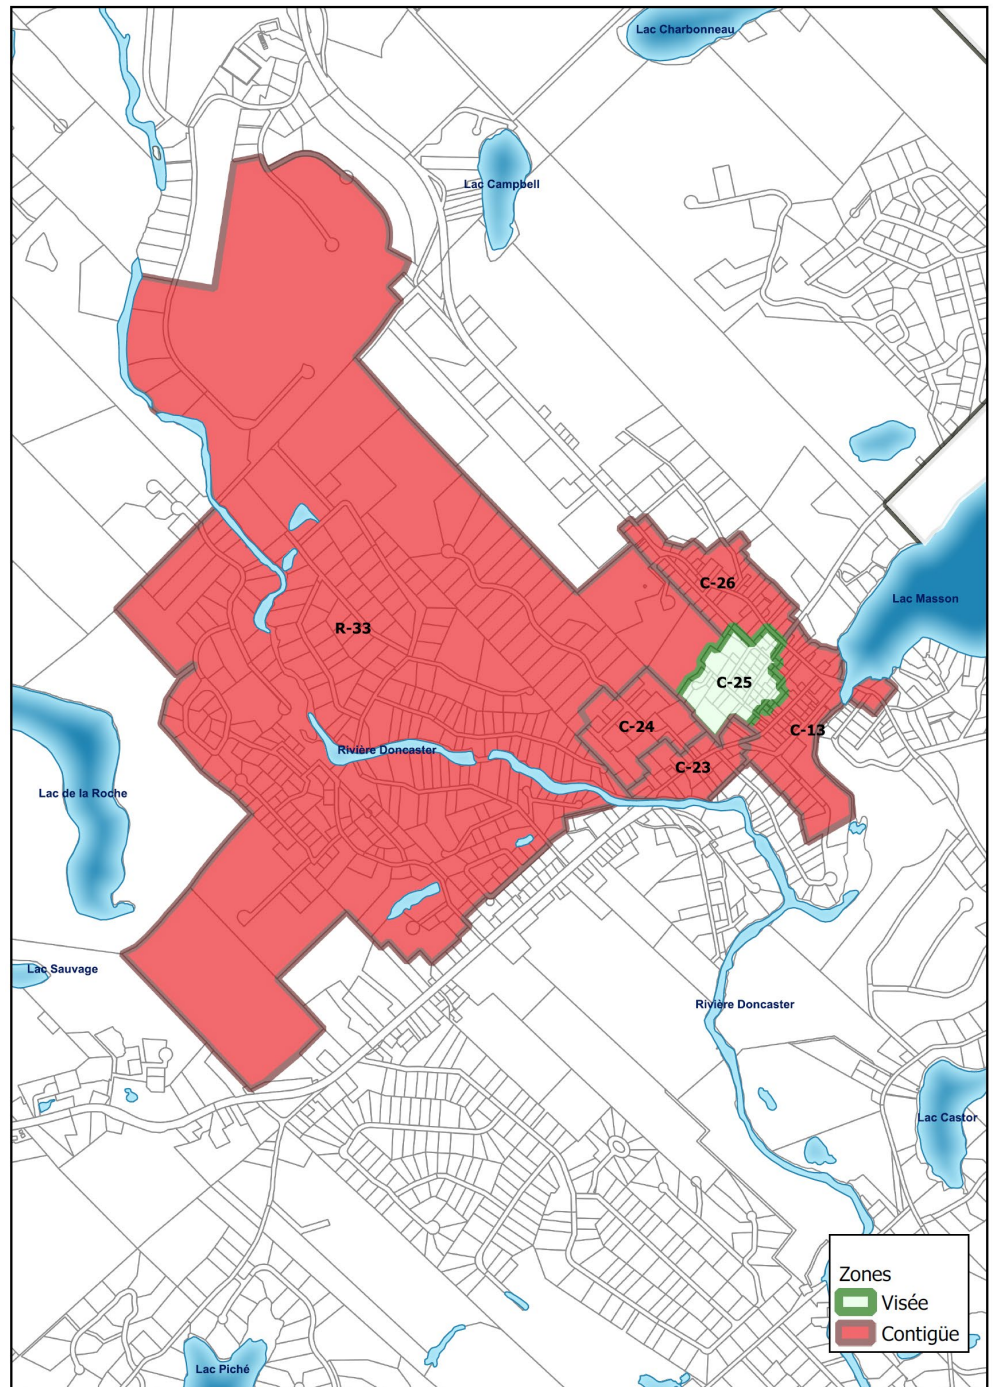 Lac Charbonneau
Lac Campbell
C-26
Lac Masson
R-33
C-25
C-24
C-13
Rivière Doncaster
C-23
Lac de la Roche
Lac Sauvage
Rivière Doncaster
Lac Castor
Zones
Visée
Contigüe
Lac Piché